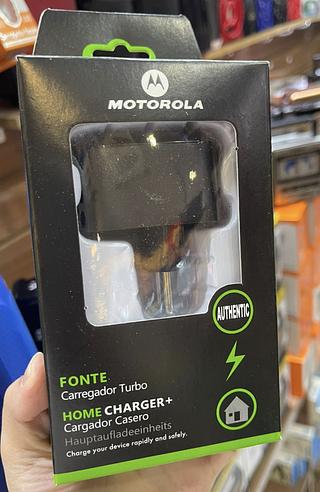 MOTOROLA
AUTHENTIC
FONTE
Carregador Turbo
HOME CHARGER+
Cargador Casero
Hauptaufladeeinheits
Charge your device rapidly and safely.